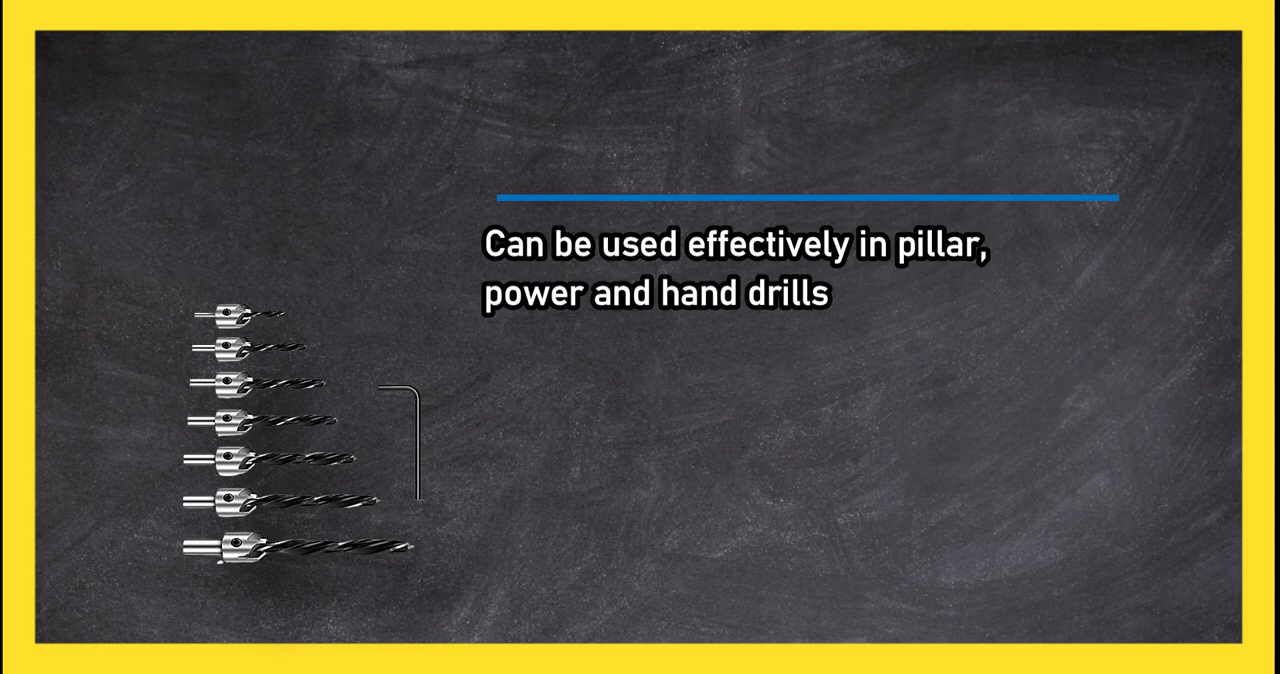 Can be used effectively in pillar,
power and hand drills